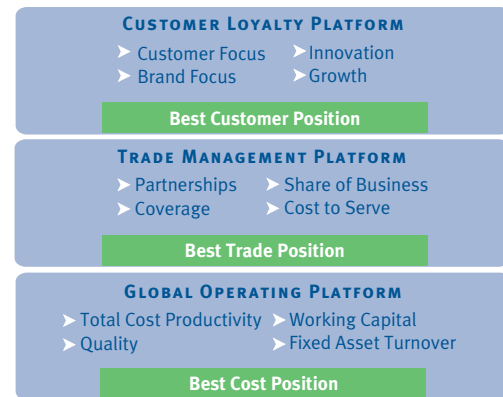 CUSTOMER LOYALTY PLATFORM
Customer Focus Innovation
Brand Focus Growth
Best Customer Position
TRADE MANAGEMENT PLATFORM
Partnerships Share of Business
Coverage Cost to Serve
Best Trade Position
GLOBAL OPERATING PLATFORM
Total Cost Productivity Working Capital
Quality Fixed Asset Turnover
Best Cost Position